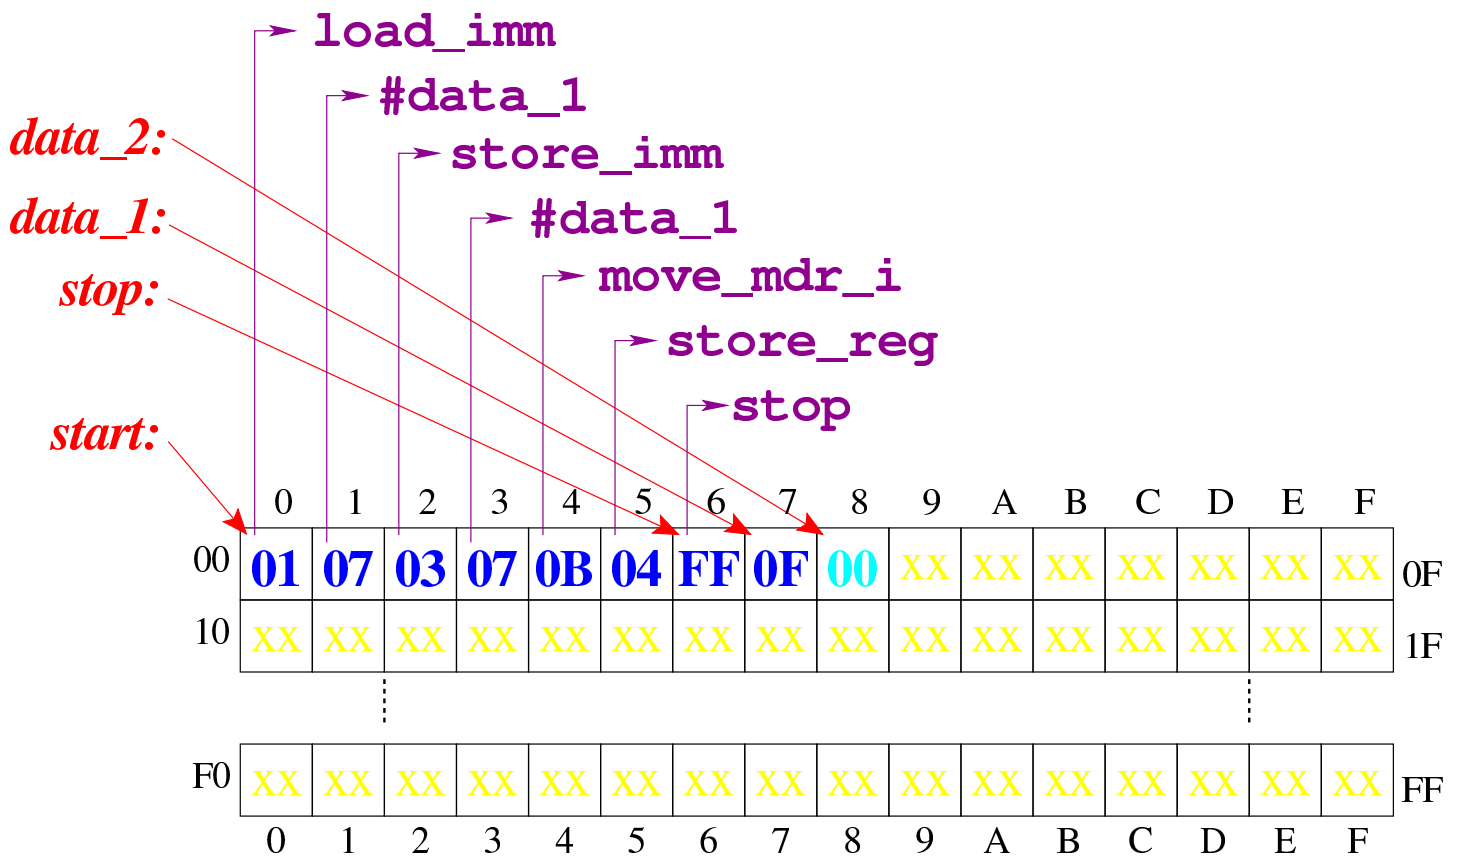 load_imm
#data_1
data_2:
store_imm
data_1:
#data_1
move_mdr_i
stop:
store_reg
stop
start:
0 1 2 3 4 5 6 7 8 9 A B C D E F
00 01 07 03 07 0B 04 FF 0F 00 XX XX XX XX XX XX XX 0F
10 XX XX XX XX XX XX XX XX XX XX XX XX XX XX XX XX 1F
F0 XX XX XX XX XX XX XX XX XX XX XX XX XX XX XX XX FF
0 1 2 3 4 5 6 7 8 9 A B C D E F